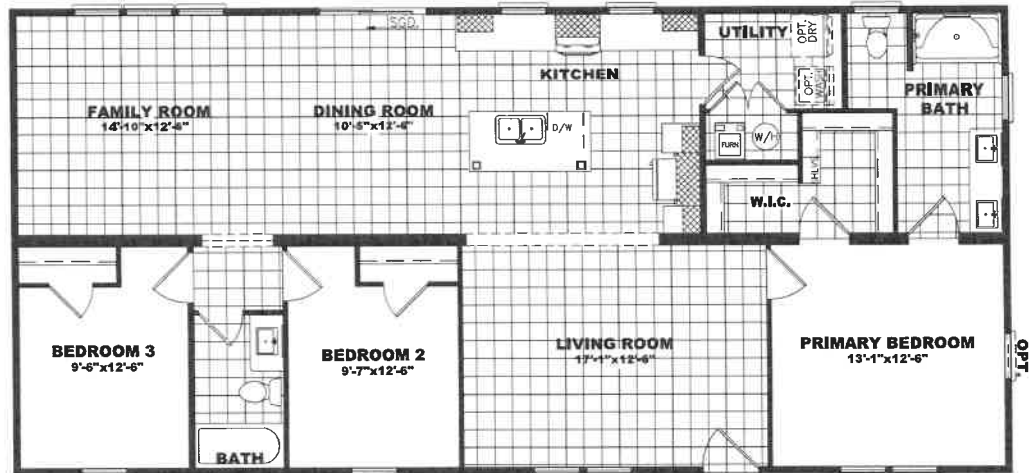 SGD.
UTILITY
OPT.
DRY
OPT.
WASH
KITCHEN
FAMILY ROOM
14'-10"x12'-6"
DINING ROOM
10'-5"x12'-6"
D/W
PRIMARY
BATH
FURN
W/H
W.I.C.
BEDROOM 3
9'-6"x12'-6"
BEDROOM 2
9'-7"x12'-6"
LIVING ROOM
17'-1"x12'-6"
PRIMARY BEDROOM
13'-1"x12'-6"
OPT.
BATH